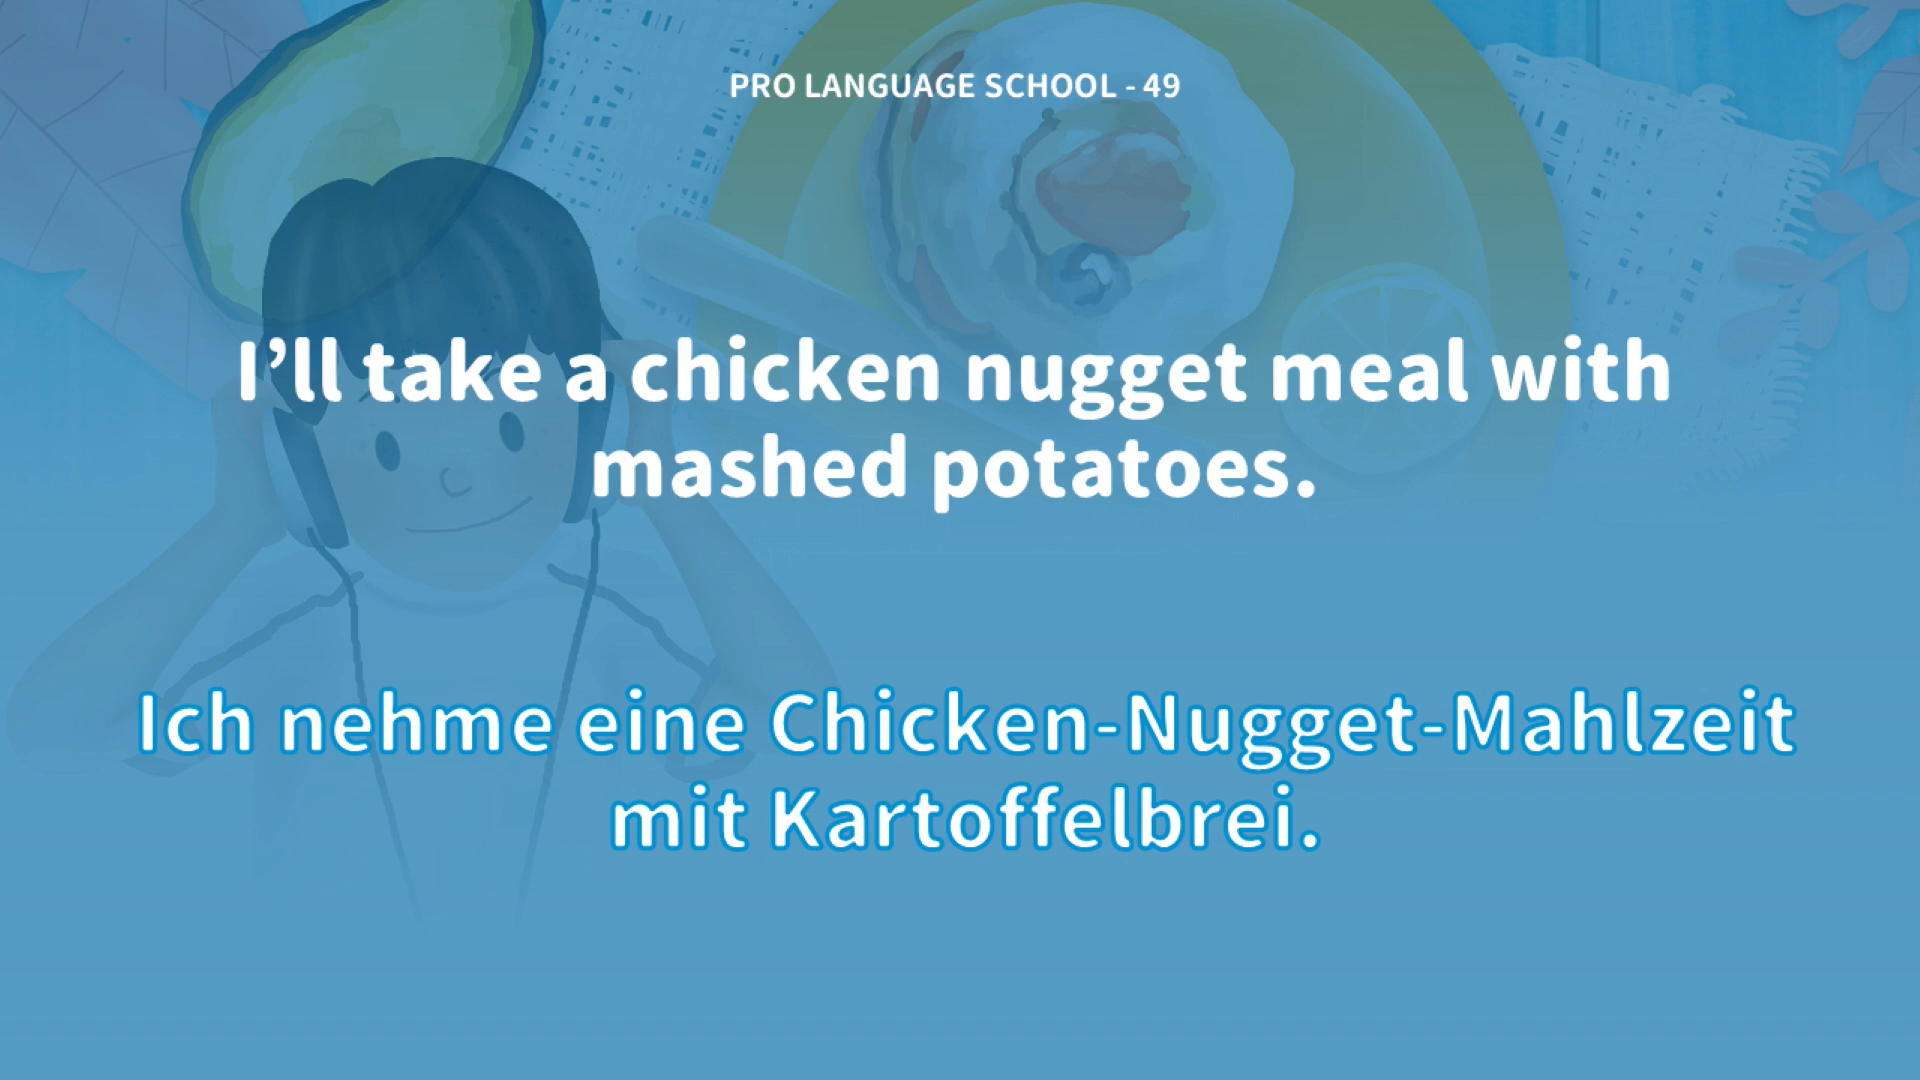 PRO LANGUAGE SCHOOL - 49
I’ll take a chicken nugget meal with
mashed potatoes.
Ich nehme eine Chicken-Nugget-Mahlzeit
mit Kartoffelbrei.